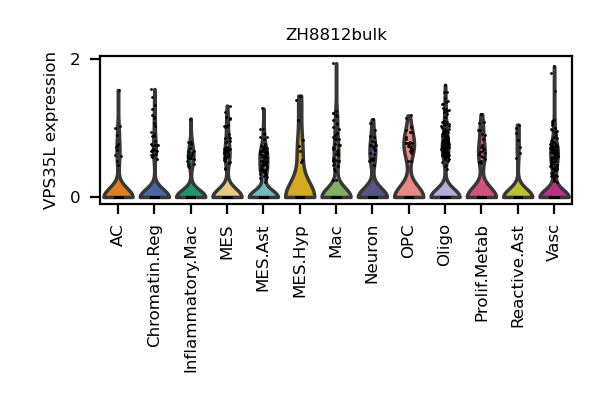 ZH8812bulk
VPS35L expression
2
0
AC
Chromatin.Reg
Inflammatory.Mac
MES
MES.Ast
MES.Hyp
Mac
Neuron
OPC
Oligo
Prolif.Metab
Reactive.Ast
Vasc